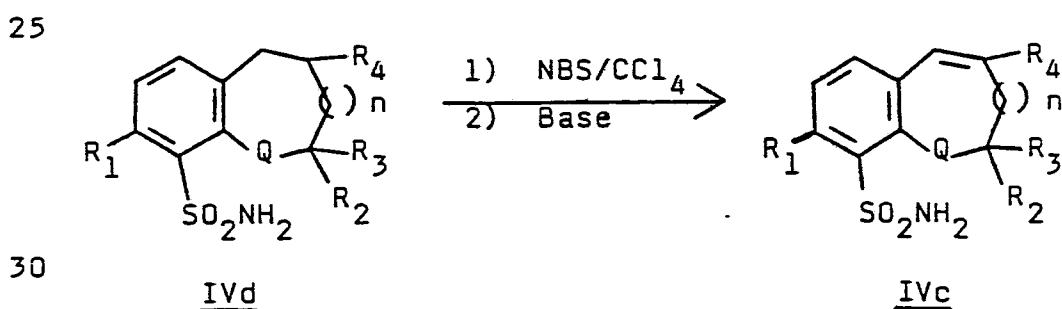 25
R4
( ) n
R1
Q
R3
R2
SO2NH2
IVd
1) NBS/CCl4
2) Base
R4
( ) n
R1
Q
R3
R2
SO2NH2
IVc
30